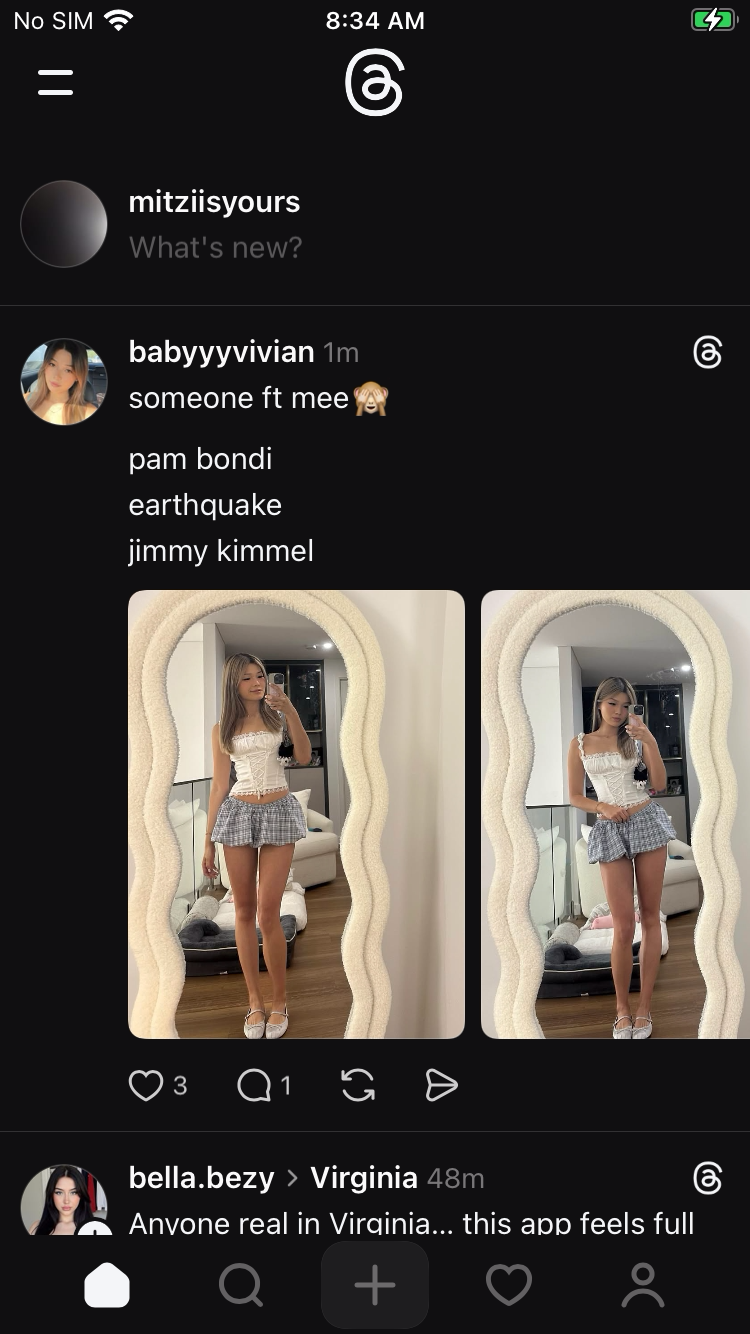 No SIM 8:34 AM
mitziisyours
What's new?
babyyyvivian 1m
someone ft mee🙈
pam bondi
earthquake
jimmy kimmel
3 1
bella.bezy > Virginia 48m
Anyone real in Virginia... this app feels full